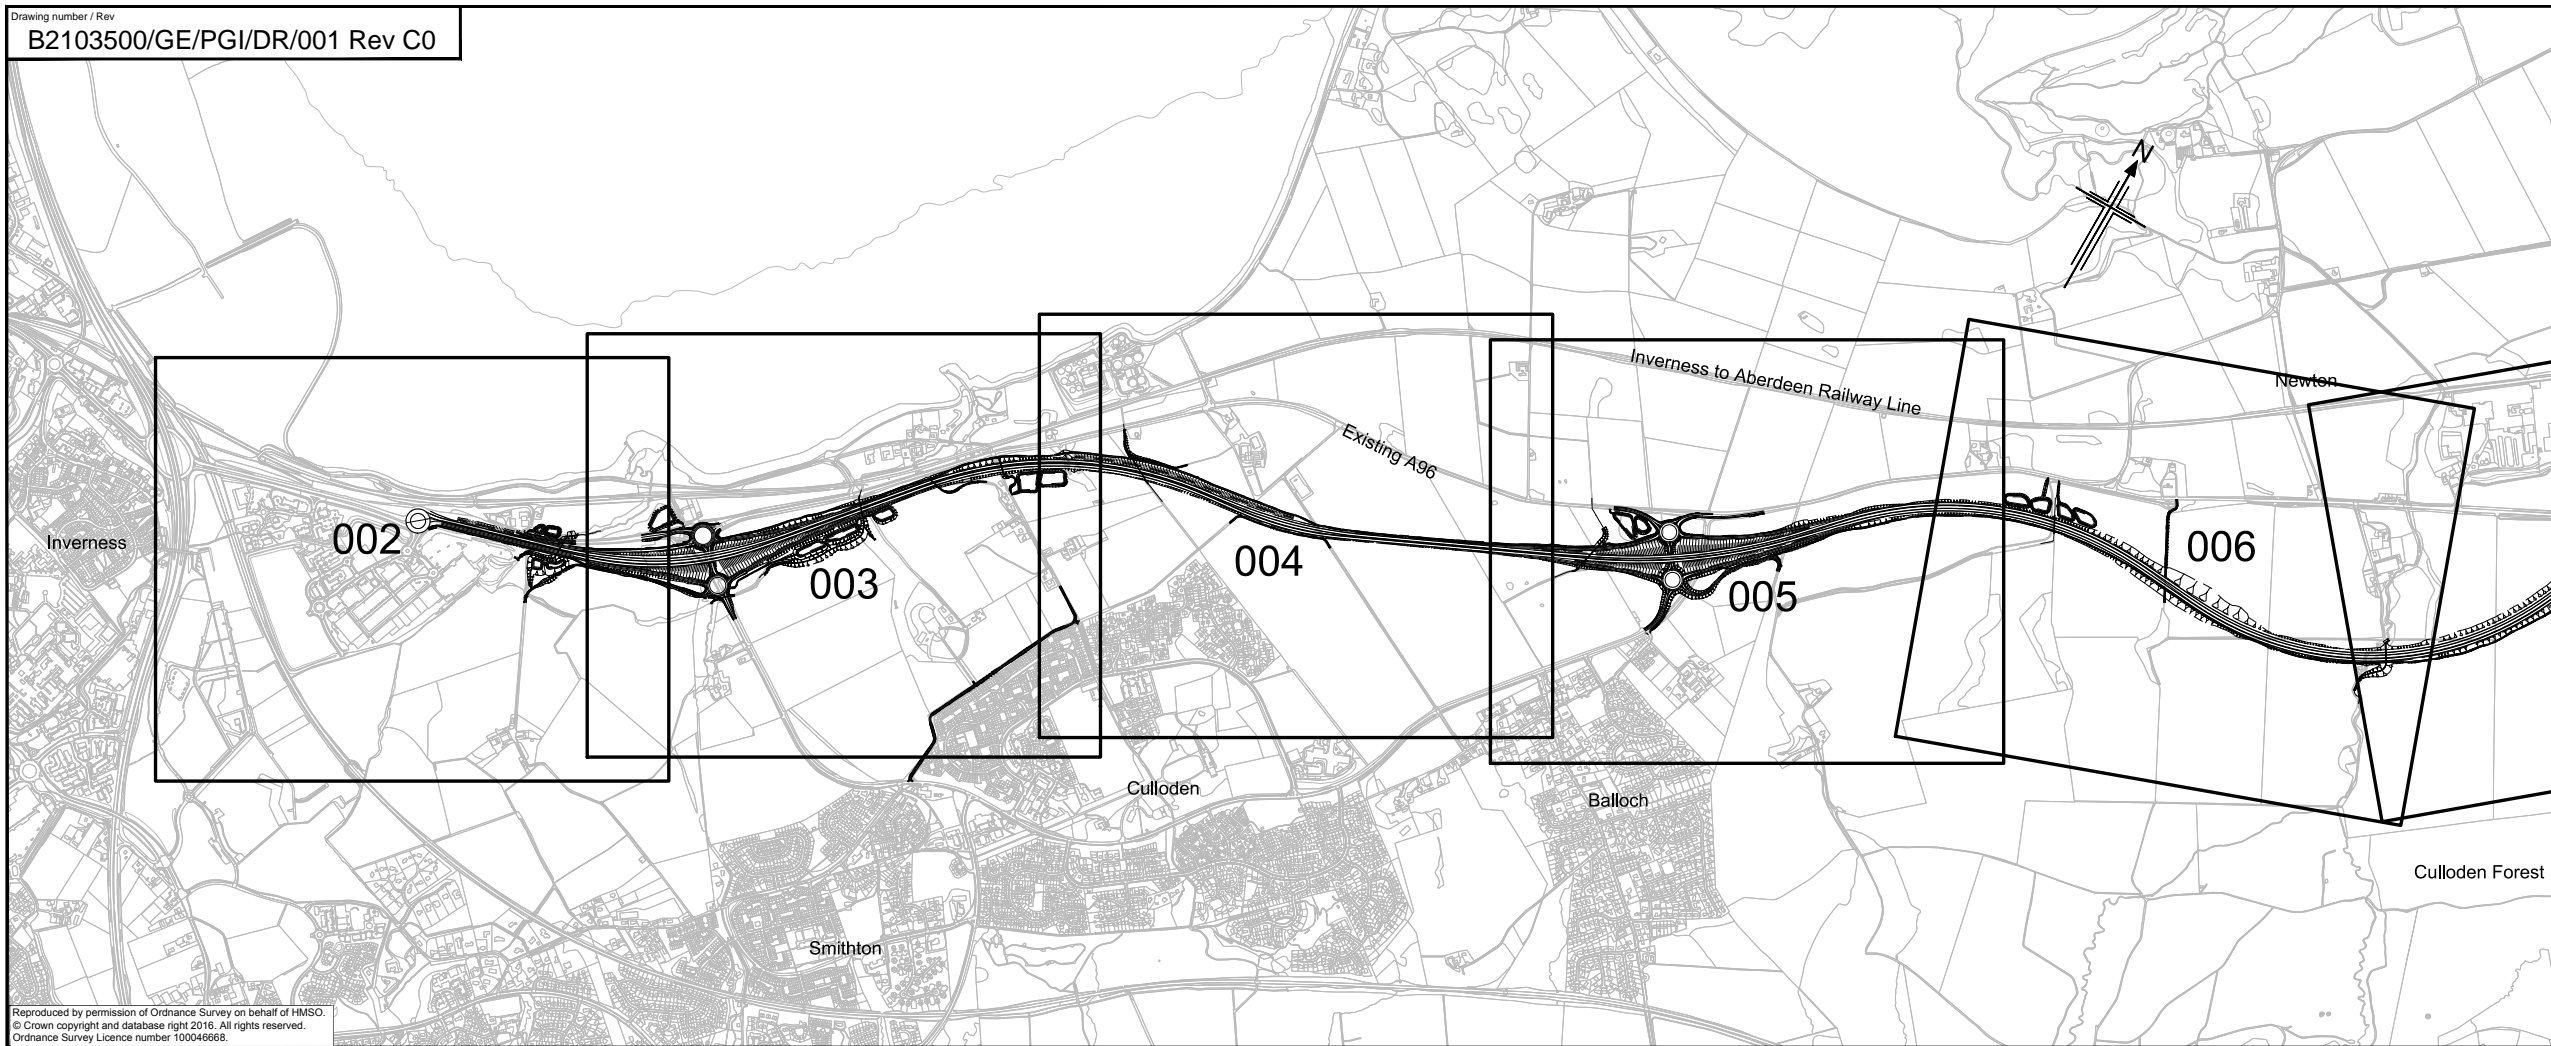 Drawing number / Rev
B2103500/GE/PGI/DR/001 Rev C0
N
Inverness to Aberdeen Railway Line
Newton
Existing A96
Inverness
002
003
004
005
006
Culloden
Balloch
Culloden Forest
Smithton
Reproduced by permission of Ordnance Survey on behalf of HMSO.
© Crown copyright and database right 2016. All rights reserved.
Ordnance Survey Licence number 100046668.